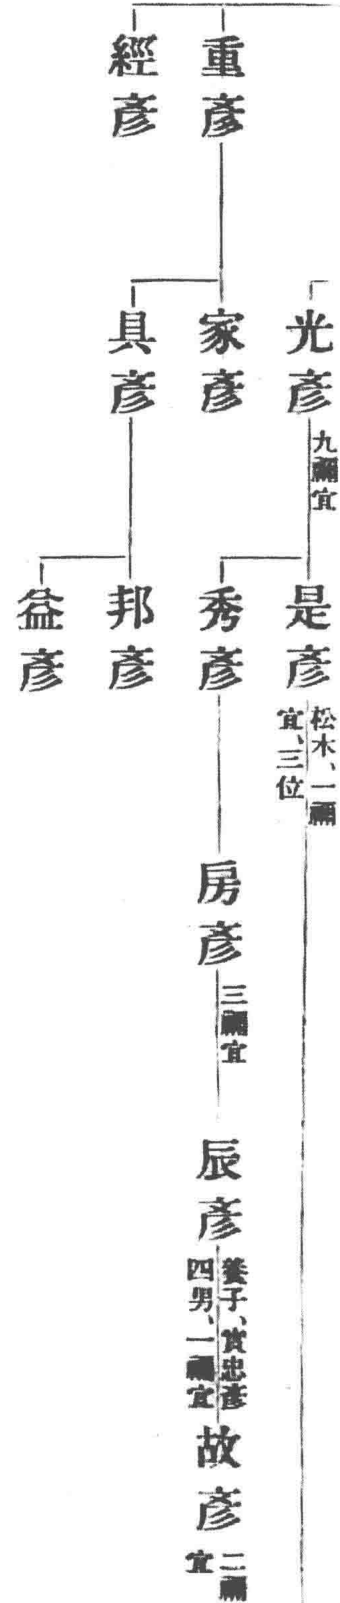 重彥
經彥
光彥
九禰宜
家彥
具彥
是彥
松木、一禰
宜、三位
秀彥
邦彥
益彥
房彥
三禰宜
辰彥
養子、實忠彥
四男、一禰宜
故彥
二禰
宜